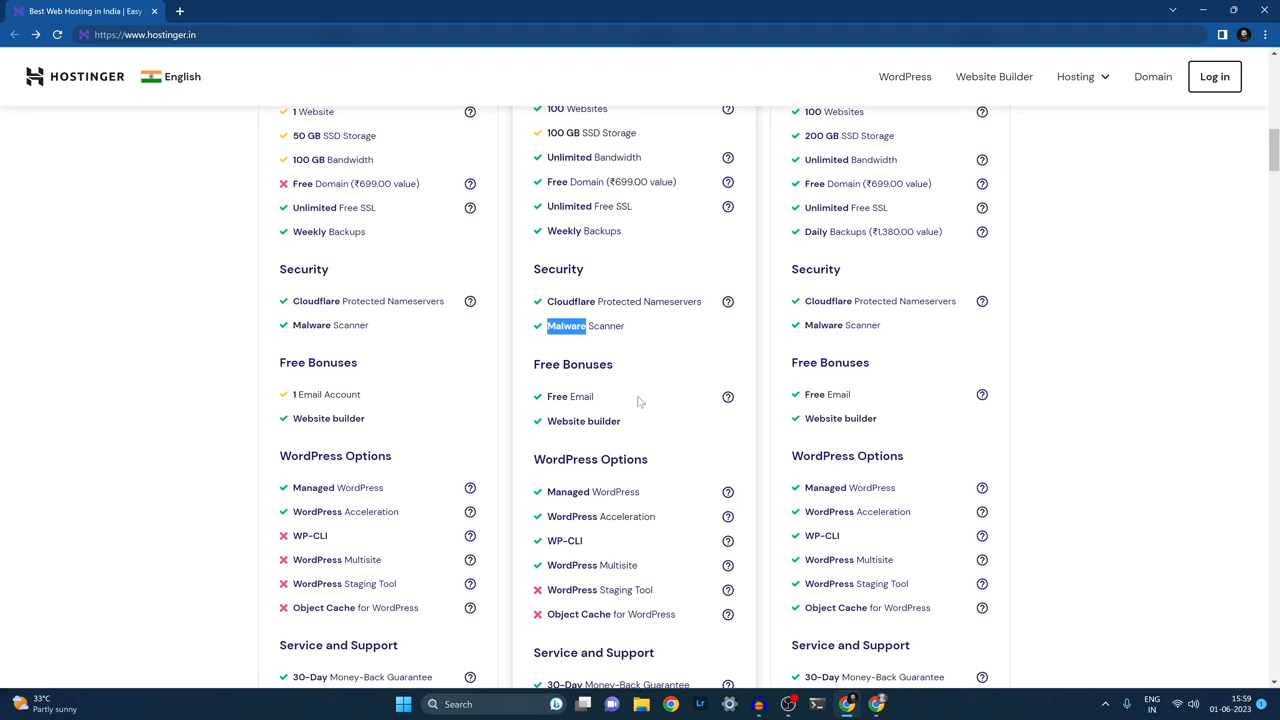 Best Web Hosting in India | Easy
https://www.hostinger.in
HOSTINGER
English
WordPress
Website Builder
Hosting
Domain
Log in
1 Website
50 GB SSD Storage
100 GB Bandwidth
Free Domain (₹699.00 value)
Unlimited Free SSL
Weekly Backups
Security
Cloudflare Protected Nameservers
Malware Scanner
Free Bonuses
1 Email Account
Website builder
WordPress Options
Managed WordPress
WordPress Acceleration
WP-CLI
WordPress Multisite
WordPress Staging Tool
Object Cache for WordPress
Service and Support
30-Day Money-Back Guarantee
100 Websites
100 GB SSD Storage
Unlimited Bandwidth
Free Domain (₹699.00 value)
Unlimited Free SSL
Weekly Backups
Security
Cloudflare Protected Nameservers
Malware Scanner
Free Bonuses
Free Email
Website builder
WordPress Options
Managed WordPress
WordPress Acceleration
WP-CLI
WordPress Multisite
WordPress Staging Tool
Object Cache for WordPress
Service and Support
30-Day Money-Back Guarantee
100 Websites
200 GB SSD Storage
Unlimited Bandwidth
Free Domain (₹699.00 value)
Unlimited Free SSL
Daily Backups (₹1,380.00 value)
Security
Cloudflare Protected Nameservers
Malware Scanner
Free Bonuses
Free Email
Website builder
WordPress Options
Managed WordPress
WordPress Acceleration
WP-CLI
WordPress Multisite
WordPress Staging Tool
Object Cache for WordPress
Service and Support
30-Day Money-Back Guarantee
33°C
Partly sunny
Search
Lr
ENG
IN
15:59
01-06-2023